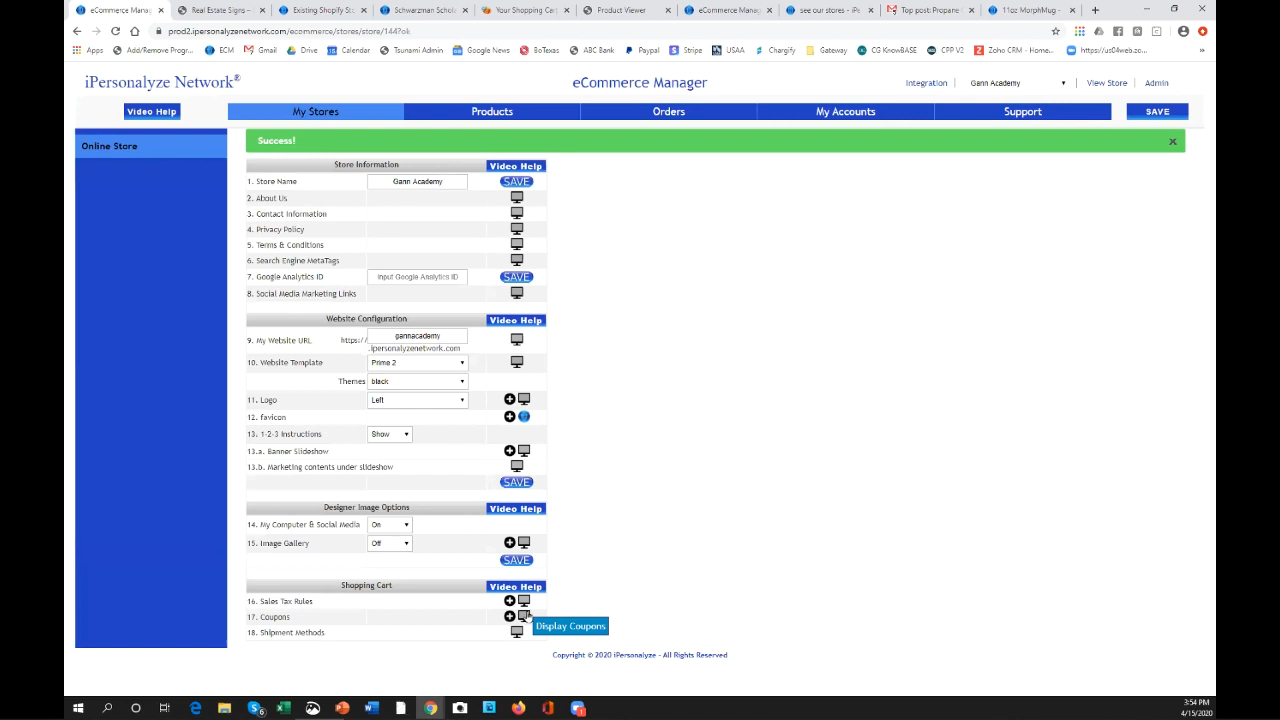 eCommerce Manag
Real Estate Signs – C
Existing Shopify Sto
Schwarzman Schola
Your Shopping Cart
Product Viewer
eCommerce Manag
see our stores - iPe
Top post: Propane
11oz MorphMug - D
prod2.ipersonalyzenetwork.com/ecommerce/stores/store/144?ok
Apps
Add/Remove Progr...
ECM
Gmail
Drive
Calendar
Tsunami Admin
Google News
BoTexas
ABC Bank
Paypal
Stripe
USAA
Chargify
Gateway
CG KnowBASE
CPP V2
Zoho CRM - Home...
https://us04web.zo...
iPersonalyze Network®
eCommerce Manager
Integration
Gann Academy
View Store
Admin
Video Help
My Stores
Products
Orders
My Accounts
Support
SAVE
Online Store
Success!
×
Store Information
Video Help
1. Store Name
Gann Academy
SAVE
2. About Us
3. Contact Information
4. Privacy Policy
5. Terms & Conditions
6. Search Engine MetaTags
7. Google Analytics ID
Input Google Analytics ID
SAVE
8. Social Media Marketing Links
Website Configuration
Video Help
9. My Website URL
https://
gannacademy
.ipersonalyzenetwork.com
10. Website Template
Prime 2
Themes
black
11. Logo
Left
12. favicon
13. 1-2-3 Instructions
Show
13.a. Banner Slideshow
13.b. Marketing contents under slideshow
SAVE
Designer Image Options
Video Help
14. My Computer & Social Media
On
15. Image Gallery
Off
SAVE
Shopping Cart
Video Help
16. Sales Tax Rules
17. Coupons
Display Coupons
18. Shipment Methods
Copyright © 2020 iPersonalyze - All Rights Reserved
3:54 PM
4/15/2020